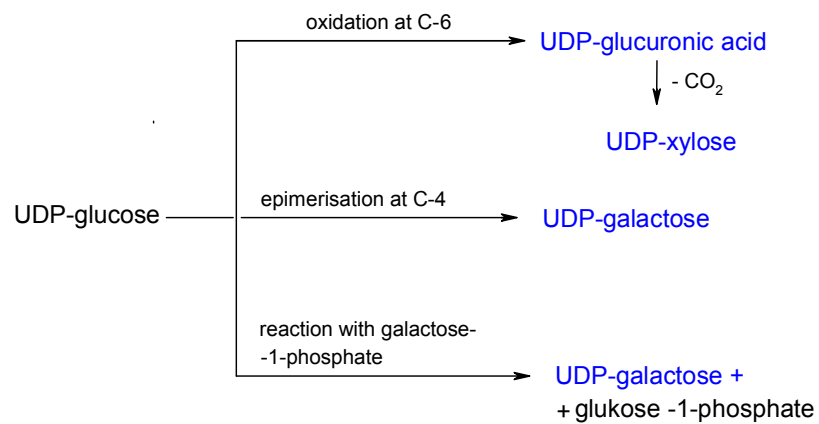 oxidation at C-6
UDP-glucuronic acid
- CO2
UDP-xylose
UDP-glucose
epimerisation at C-4
UDP-galactose
reaction with galactose-
-1-phosphate
UDP-galactose +
+ glukose -1-phosphate